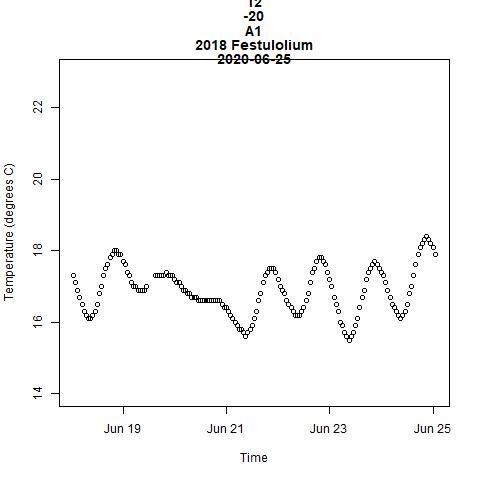 T2
-20
A1
2018 Festulolium
2020-06-25
22
20
18
16
14
Temperature (degrees C)
Jun 19 Jun 21 Jun 23 Jun 25
Time